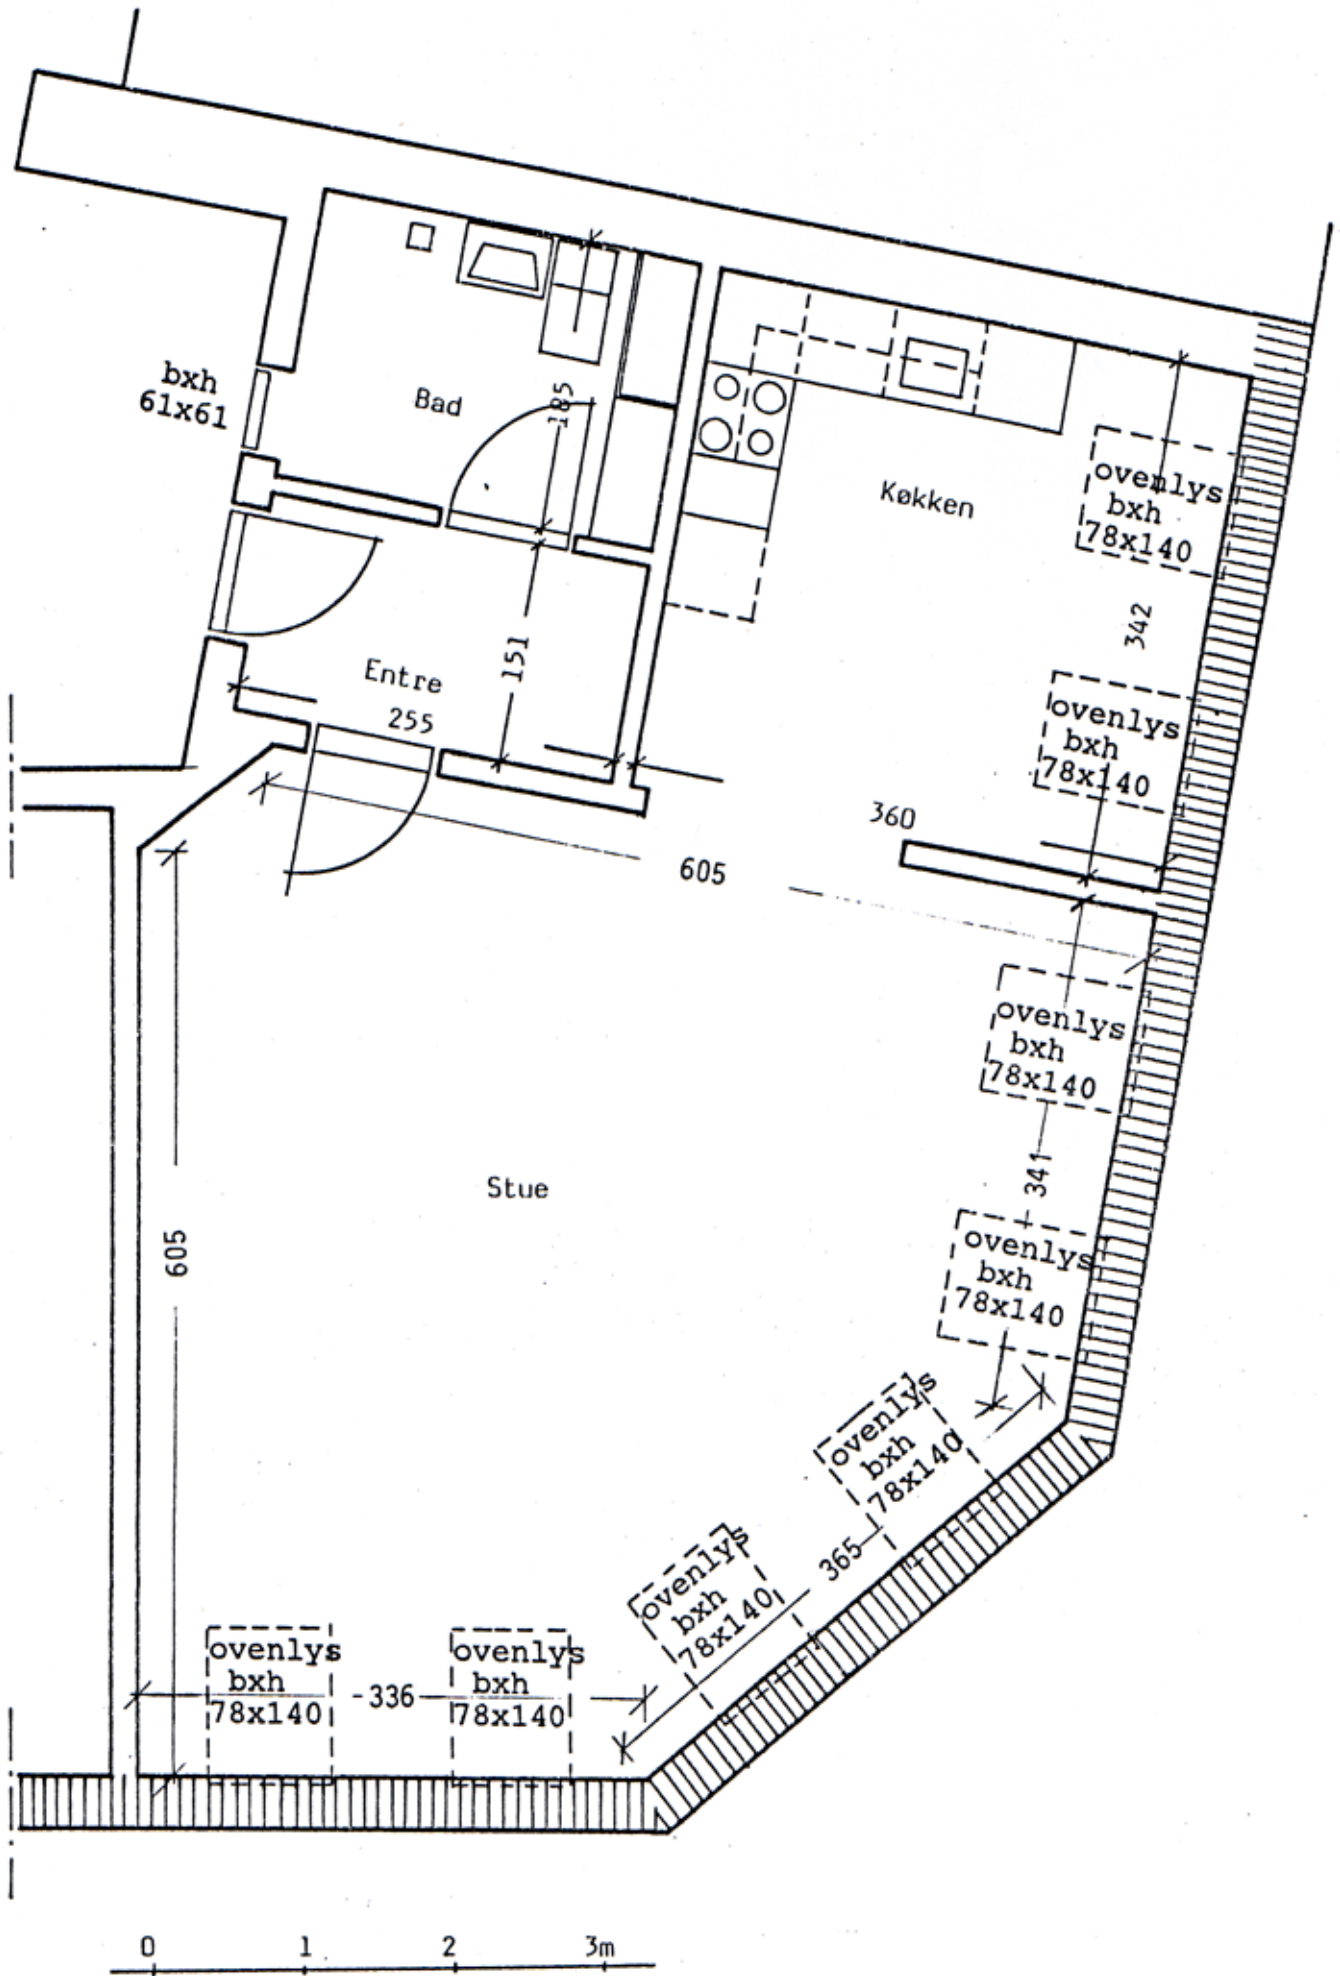 bxh
61x61
Bad
185
Køkken
ovenlys
bxh
78x140
342
151
Entre
255
ovenlys
bxh
78x140
360
605
ovenlys
bxh
78x140
341
Stue
605
ovenlys
bxh
78x140
ovenlys
bxh
78x140
365
ovenlys
bxh
78x140
ovenlys
bxh
78x140
336
ovenlys
bxh
78x140
0 1 2 3m